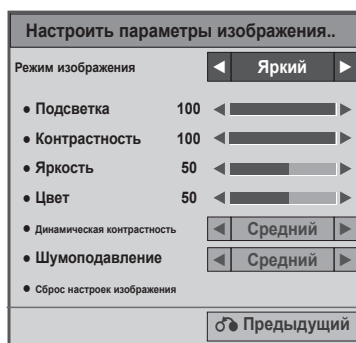 Настроить параметры изображения..
Режим изображения ◄ Яркий ►
● Подсветка 100
● Контрастность 100
● Яркость 50
● Цвет 50
● Динамическая контрастность ◄ Средний ►
● Шумоподавление ◄ Средний ►
● Сброс настроек изображения
Предыдущий